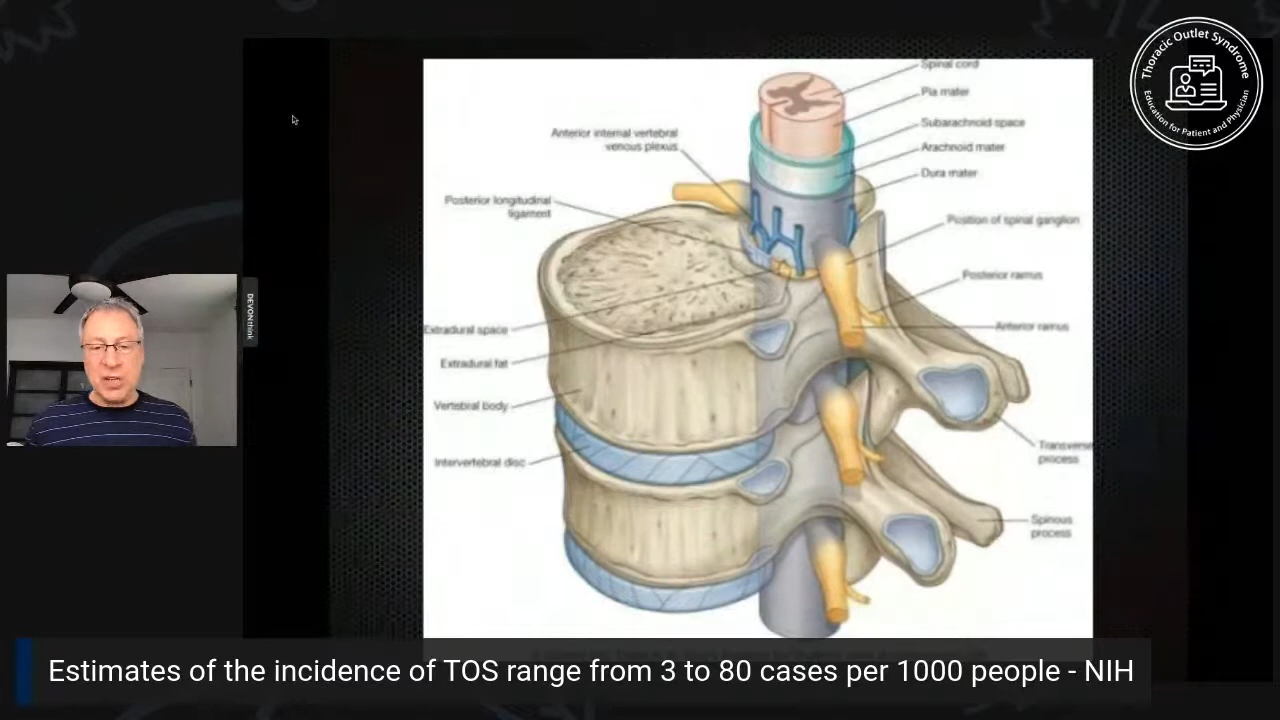 Thoracic Outlet Syndrome
Education for Patient and Physician
Spinal cord
Pia mater
Subarachnoid space
Arachnoid mater
Dura mater
Position of spinal ganglion
Posterior ramus
Anterior ramus
Transverse
process
Spinous
process
Anterior internal vertebral
venous plexus
Posterior longitudinal
ligament
Extradural space
Extradural fat
Vertebral body
Intervertebral disc
DEVONthink
Estimates of the incidence of TOS range from 3 to 80 cases per 1000 people - NIH